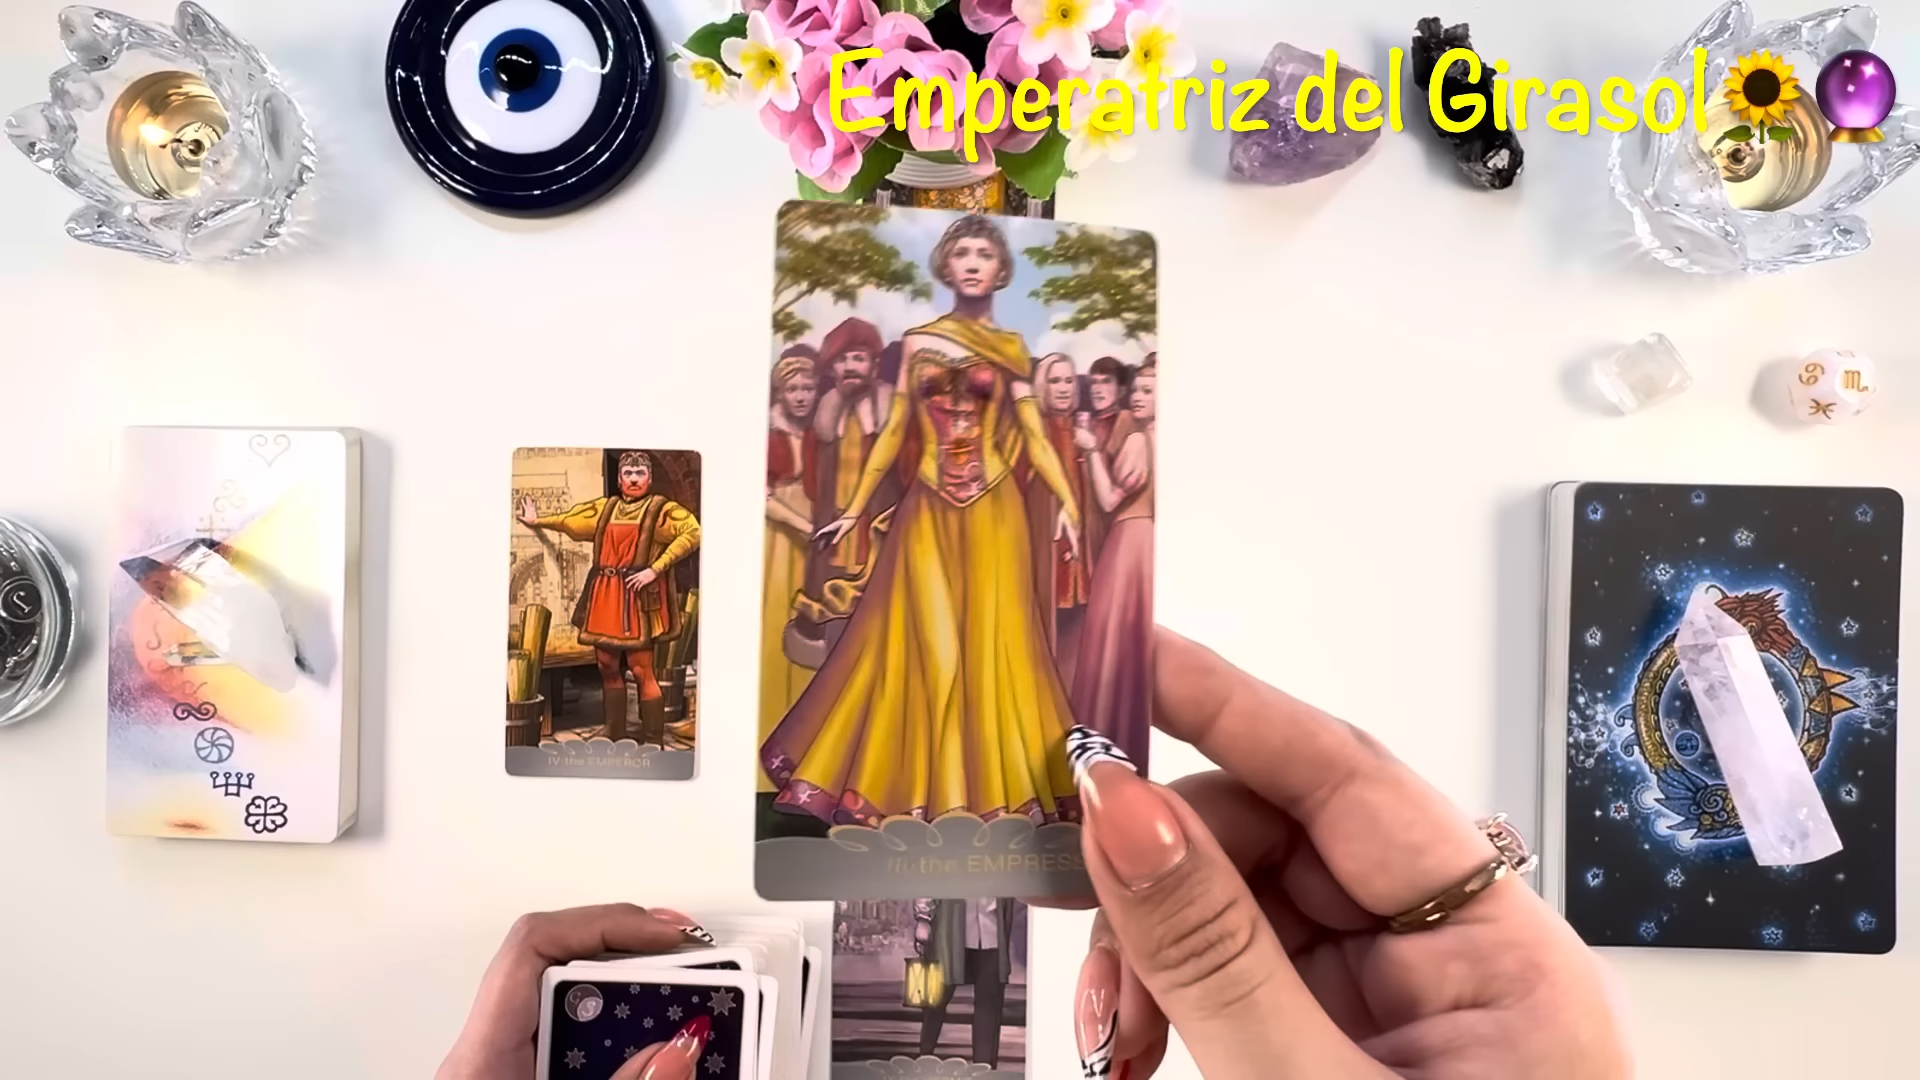 Emperatriz del Girasol🌻🔮
IV·the EMPEROR
III·the EMPRESS